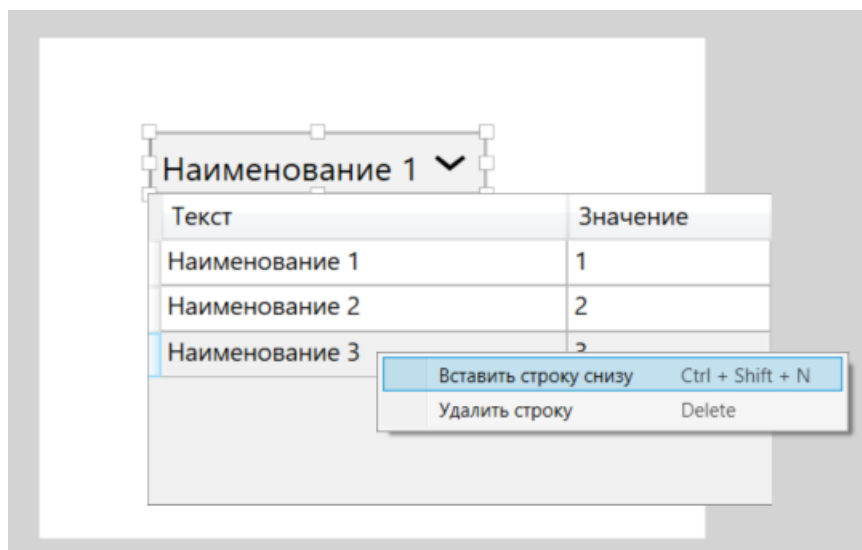 Наименование 1
Текст Значение
Наименование 1 1
Наименование 2 2
Наименование 3
Вставить строку снизу Ctrl + Shift + N
Удалить строку Delete